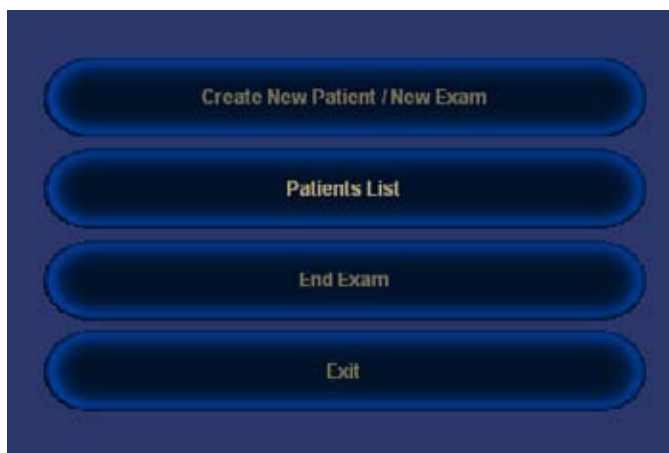 Create New Patient / New Exam
Patients List
End Exam
Exit